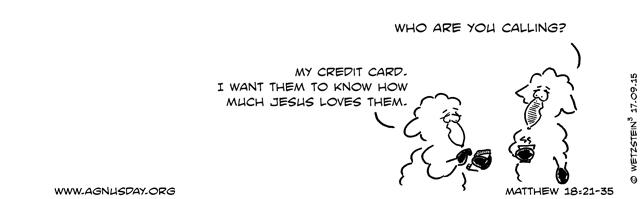 WHO ARE YOU CALLING?
MY CREDIT CARD.
I WANT THEM TO KNOW HOW
MUCH JESUS LOVES THEM.
WWW.AGNUSDAY.ORG
MATTHEW 18:21-35
© WETZSTEIN³ 17.09.15